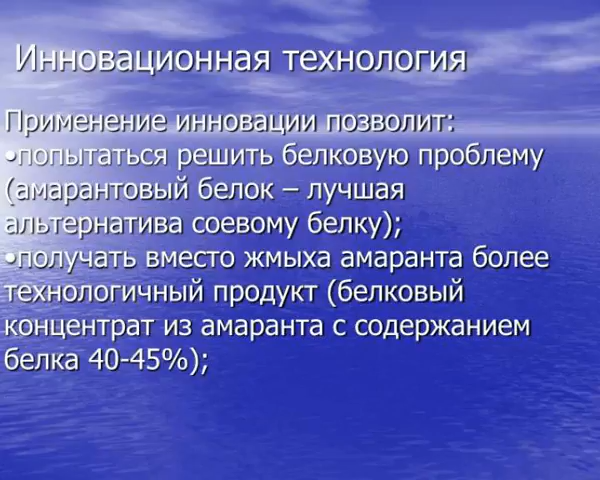 Инновационная технология
Применение инновации позволит:
•попытаться решить белковую проблему
(амарантовый белок – лучшая
альтернатива соевому белку);
•получать вместо жмыха амаранта более
технологичный продукт (белковый
концентрат из амаранта с содержанием
белка 40-45%);